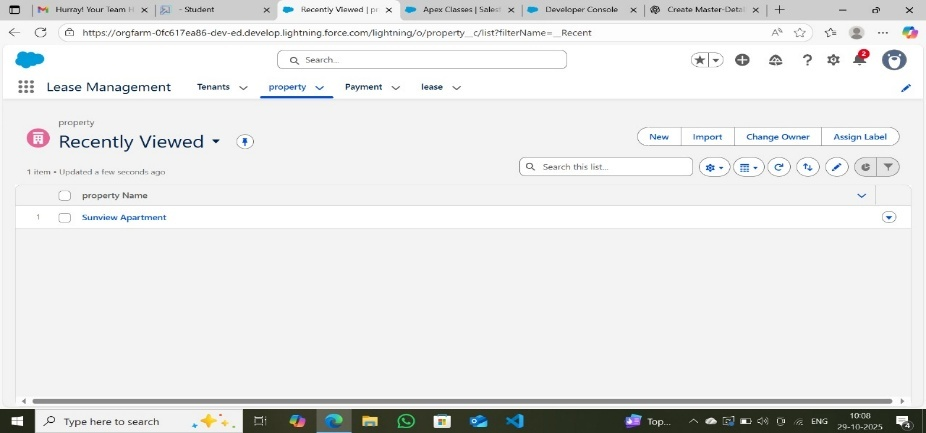 Hurray! Your Team H
- Student
Recently Viewed | pr
Apex Classes | Salesf
Developer Console
Create Master-Detai
https://orgfarm-0fc617ea86-dev-ed.develop.lightning.force.com/lightning/o/property__c/list?filterName=__Recent
Search...
2
Lease Management
Tenants
property
Payment
lease
property
Recently Viewed
New
Import
Change Owner
Assign Label
1 item • Updated a few seconds ago
Search this list...
property Name
1
Sunview Apartment
Type here to search
Top...
ENG
10:08
29-10-2025
4